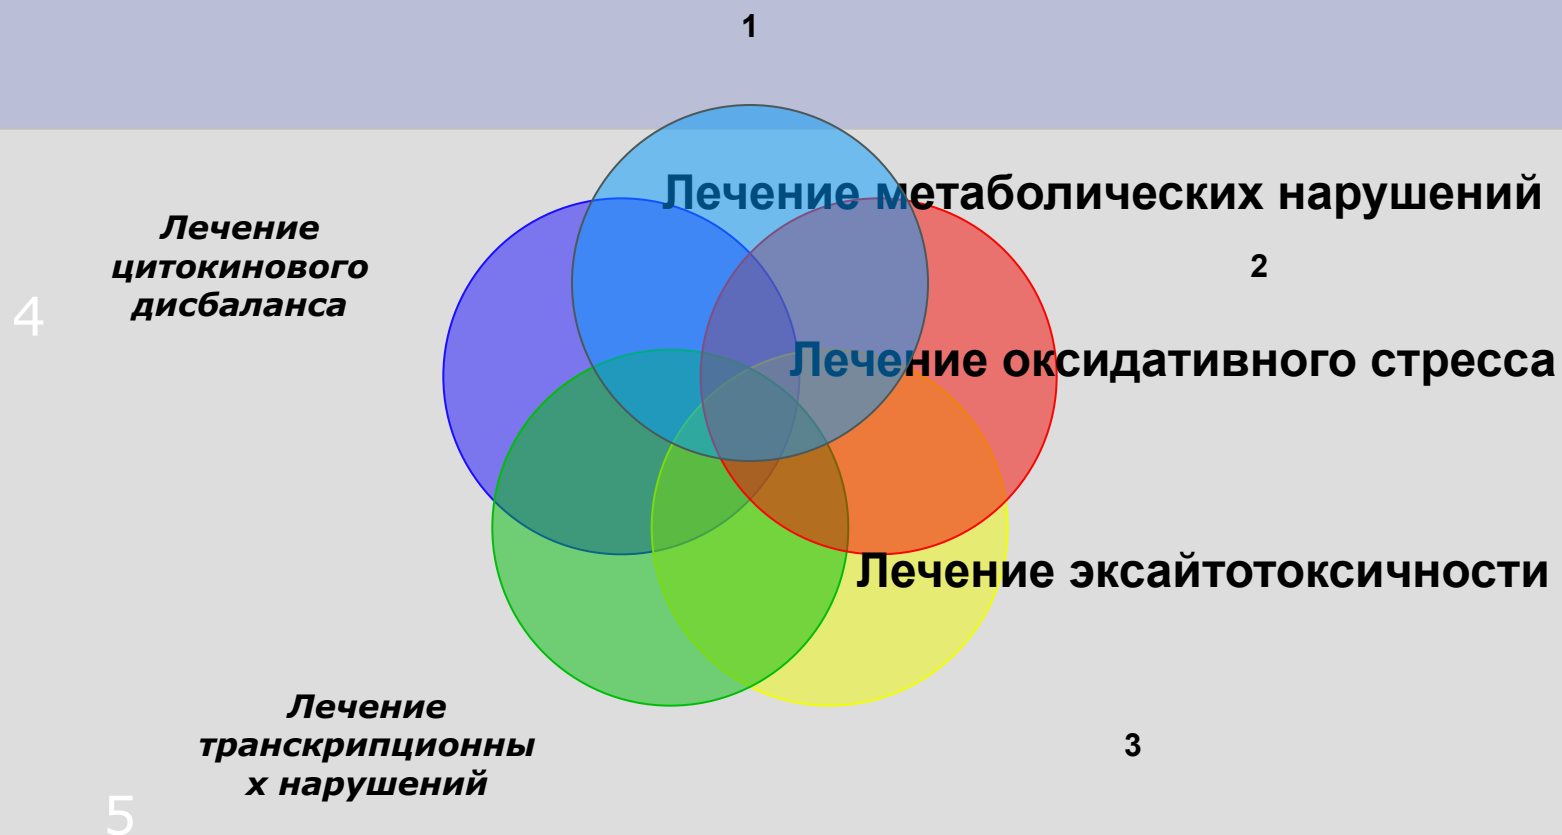 1
Лечение метаболических нарушений
Лечение
цитокинового
дисбаланса
2
4
Лечение оксидативного стресса
Лечение эксайтотоксичности
Лечение
транскрипционны
х нарушений
3
5